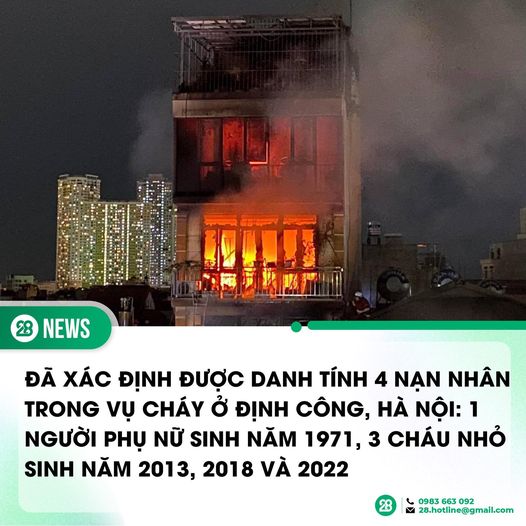 28 NEWS
ĐÃ XÁC ĐỊNH ĐƯỢC DANH TÍNH 4 NẠN NHÂN
TRONG VỤ CHÁY Ở ĐỊNH CÔNG, HÀ NỘI: 1
NGƯỜI PHỤ NỮ SINH NĂM 1971, 3 CHÁU NHỎ
SINH NĂM 2013, 2018 VÀ 2022
28
0983 663 092
28.hotline@gmail.com